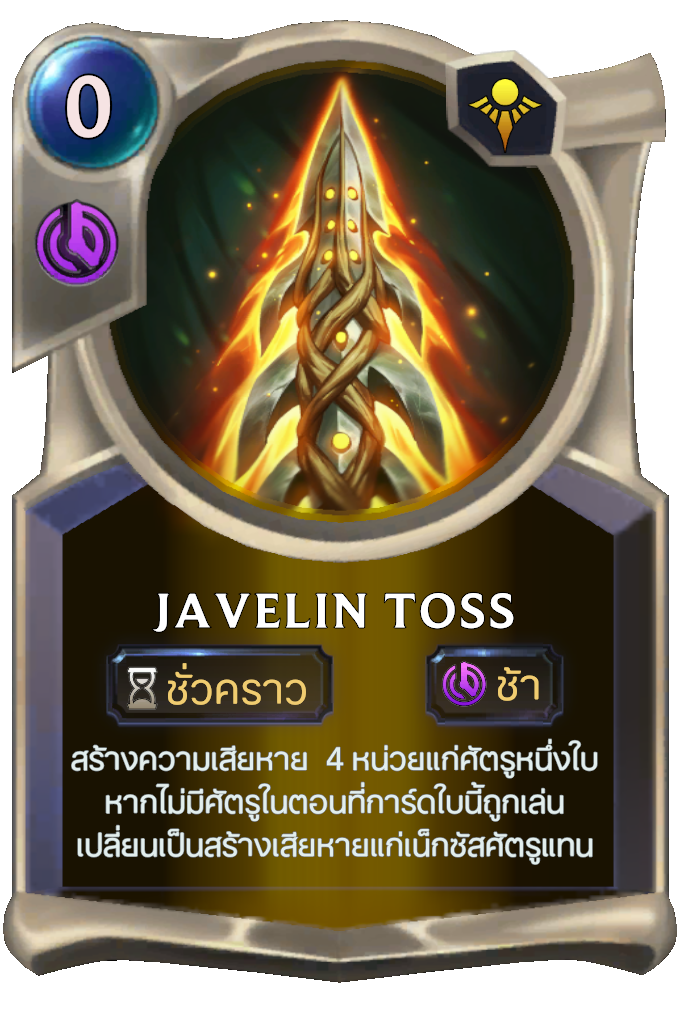 0
JAVELIN TOSS
ชั่วคราว
ช้า
สร้างความเสียหาย 4 หน่วยแก่ศัตรูหนึ่งใบ
หากไม่มีศัตรูในตอนที่การ์ดใบนี้ถูกเล่น
เปลี่ยนเป็นสร้างเสียหายแก่เน็กซัสศัตรูแทน